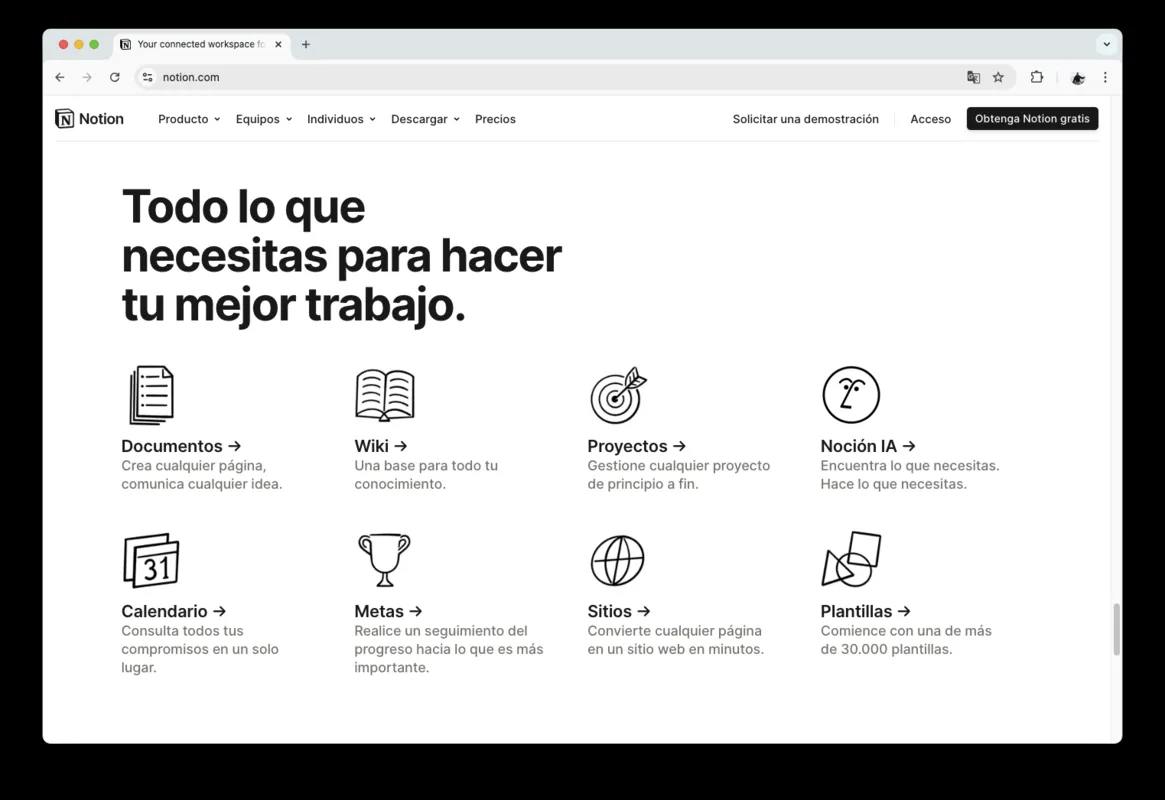 Your connected workspace fo
notion.com
Notion
Producto
Equipos
Individuos
Descargar
Precios
Solicitar una demostración
Acceso
Obtenga Notion gratis
Todo lo que
necesitas para hacer
tu mejor trabajo.
Documentos →
Crea cualquier página,
comunica cualquier idea.
Wiki →
Una base para todo tu
conocimiento.
Proyectos →
Gestione cualquier proyecto
de principio a fin.
Noción IA →
Encuentra lo que necesitas.
Hace lo que necesitas.
31
Calendario →
Consulta todos tus
compromisos en un solo
lugar.
Metas →
Realice un seguimiento del
progreso hacia lo que es más
importante.
Sitios →
Convierte cualquier página
en un sitio web en minutos.
Plantillas →
Comience con una de más
de 30.000 plantillas.